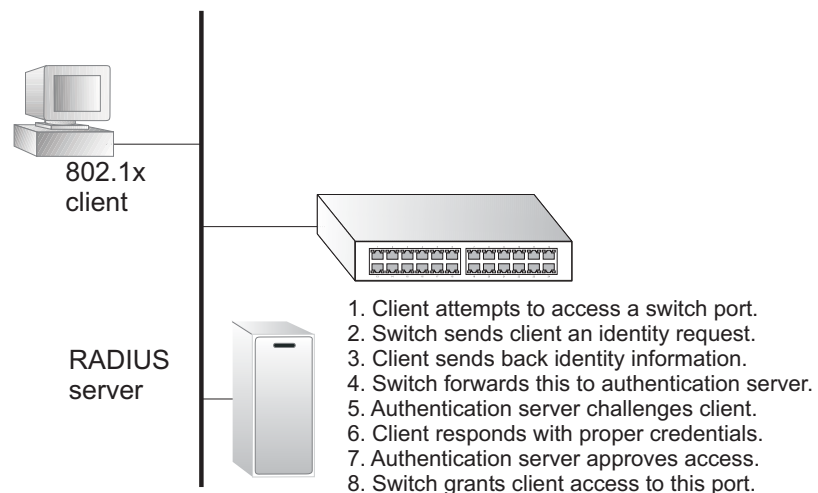 802.1x
client
RADIUS
server
1. Client attempts to access a switch port.
2. Switch sends client an identity request.
3. Client sends back identity information.
4. Switch forwards this to authentication server.
5. Authentication server challenges client.
6. Client responds with proper credentials.
7. Authentication server approves access.
8. Switch grants client access to this port.